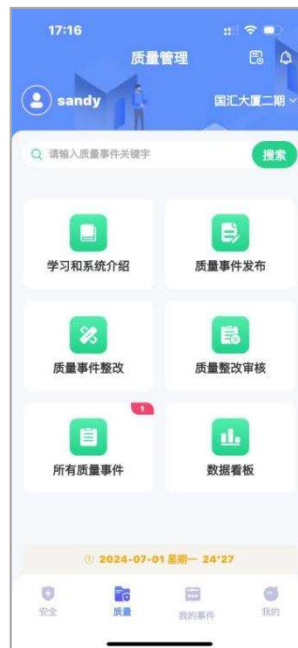 17:16
质量管理
sandy
国汇大厦二期
请输入质量事件关键字
搜索
学习和系统介绍
质量事件发布
质量事件整改
质量整改审核
1
所有质量事件
数据看板
2024-07-01 星期一 24'27
安全
质量
我的事件
我的